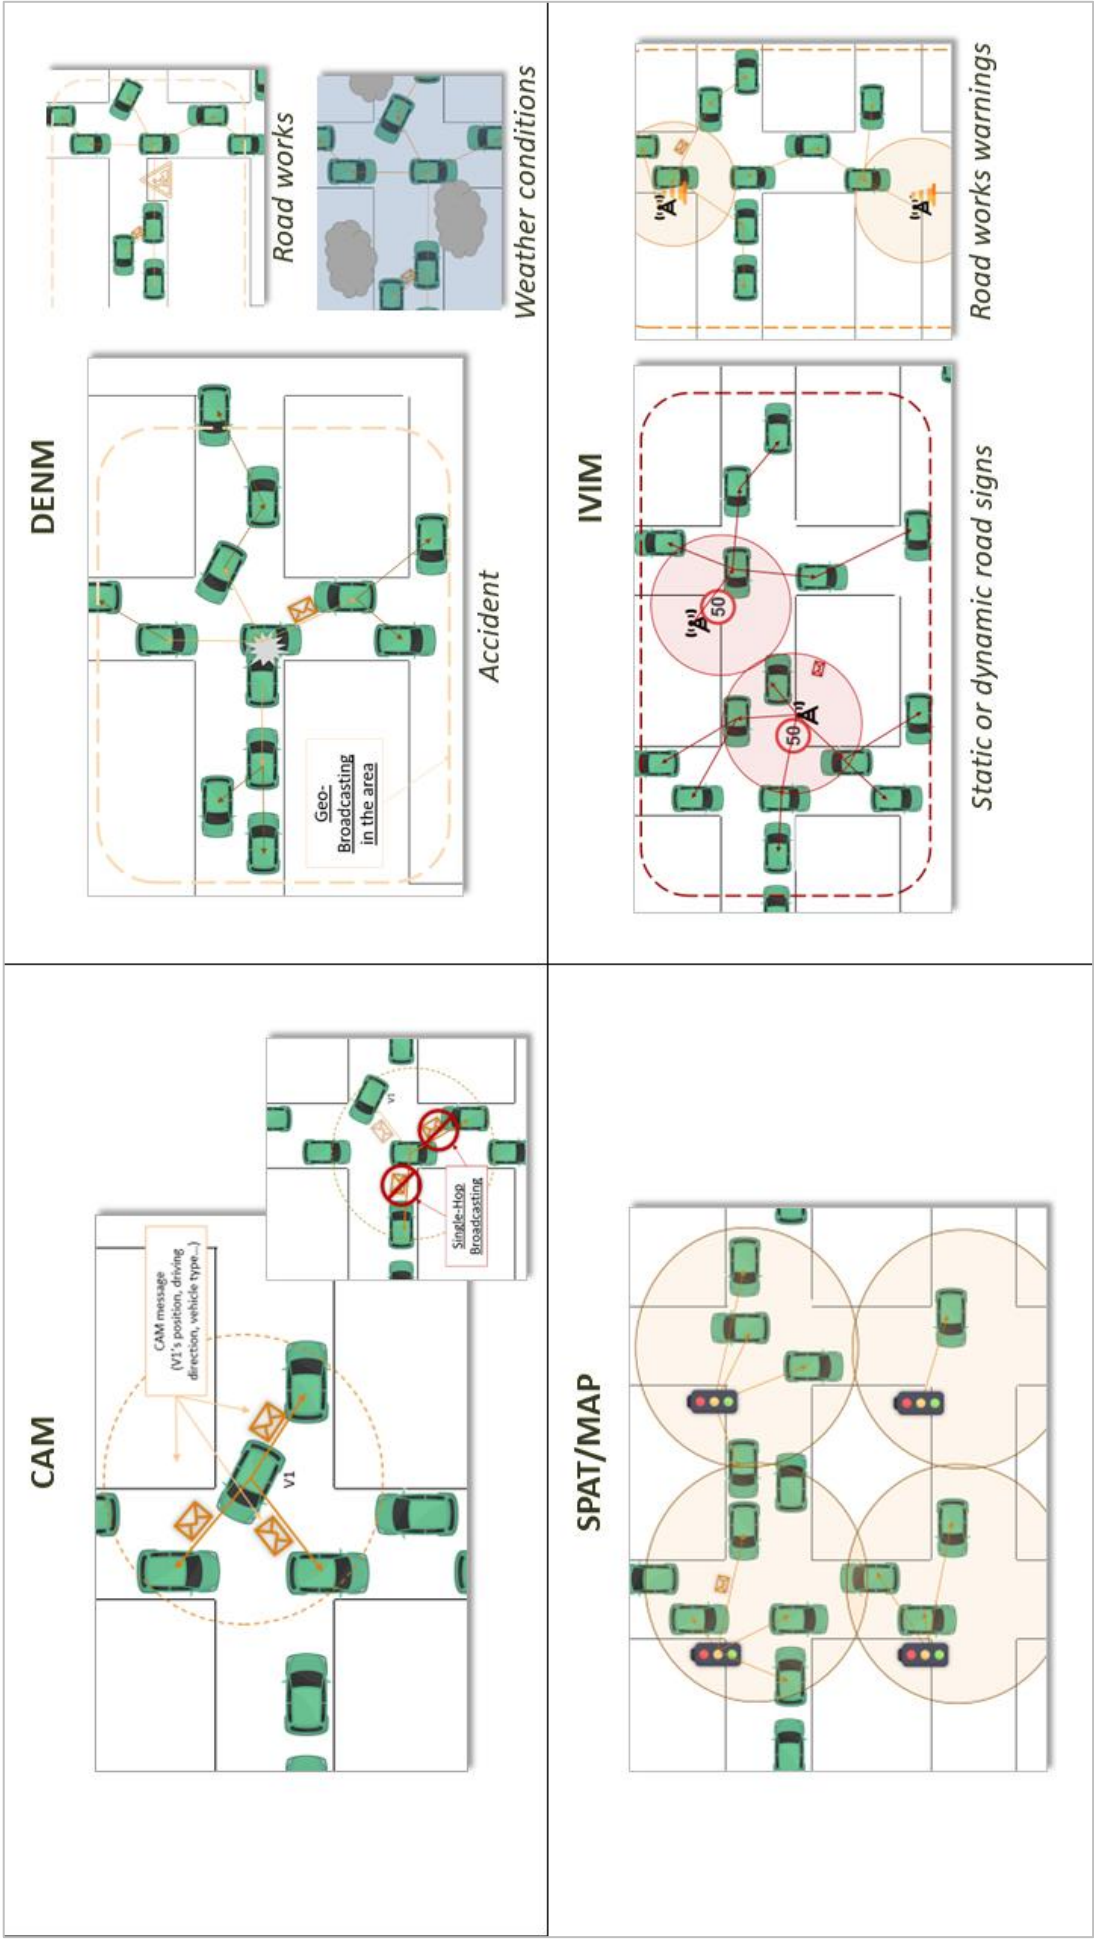 CAM
CAM message
(V1's position, driving
direction, vehicle type...)
V1
V1
Single-Hop
Broadcasting
DENM
Geo-
Broadcasting
in the area
Accident
Road works
Weather conditions
SPAT/MAP
IVIM
50
50
Static or dynamic road signs
Road works warnings